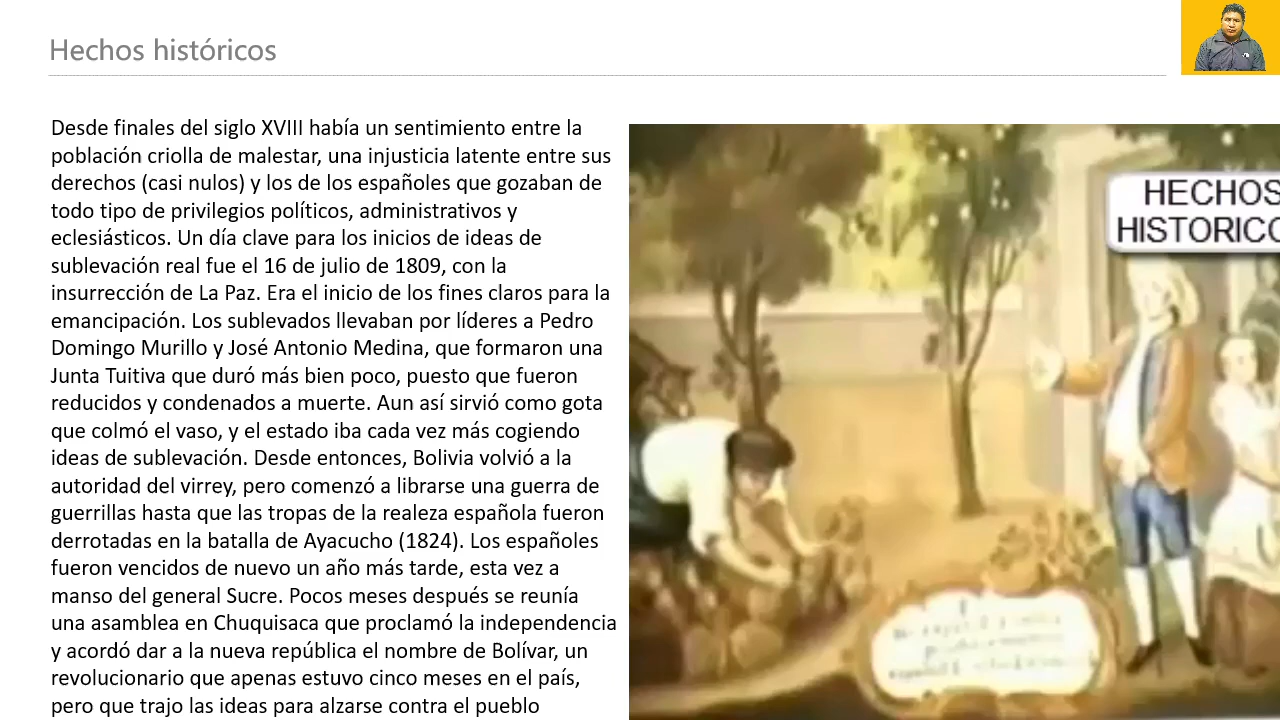 Hechos históricos
Desde finales del siglo XVIII había un sentimiento entre la
población criolla de malestar, una injusticia latente entre sus
derechos (casi nulos) y los de los españoles que gozaban de
todo tipo de privilegios políticos, administrativos y
eclesiásticos. Un día clave para los inicios de ideas de
sublevación real fue el 16 de julio de 1809, con la
insurrección de La Paz. Era el inicio de los fines claros para la
emancipación. Los sublevados llevaban por líderes a Pedro
Domingo Murillo y José Antonio Medina, que formaron una
Junta Tuitiva que duró más bien poco, puesto que fueron
reducidos y condenados a muerte. Aun así sirvió como gota
que colmó el vaso, y el estado iba cada vez más cogiendo
ideas de sublevación. Desde entonces, Bolivia volvió a la
autoridad del virrey, pero comenzó a librarse una guerra de
guerrillas hasta que las tropas de la realeza española fueron
derrotadas en la batalla de Ayacucho (1824). Los españoles
fueron vencidos de nuevo un año más tarde, esta vez a
manso del general Sucre. Pocos meses después se reunía
una asamblea en Chuquisaca que proclamó la independencia
y acordó dar a la nueva república el nombre de Bolívar, un
revolucionario que apenas estuvo cinco meses en el país,
pero que trajo las ideas para alzarse contra el pueblo
HECHOS
HISTORICO